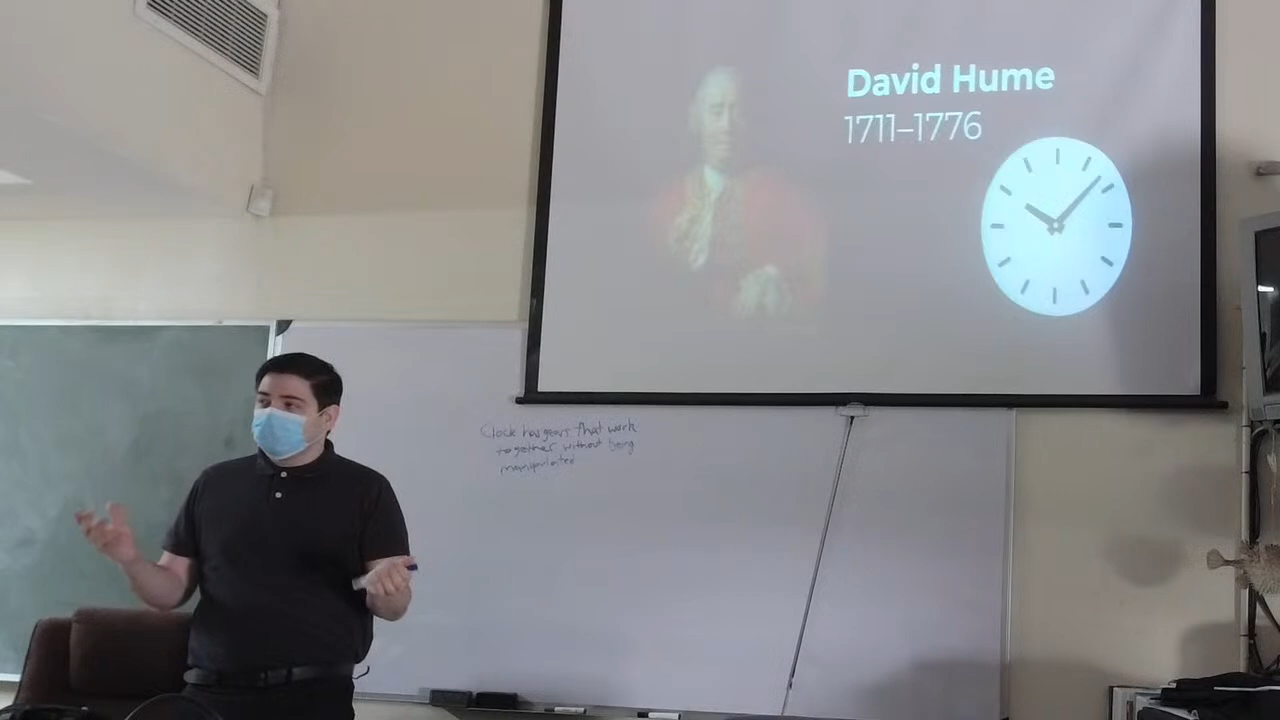 David Hume
1711–1776
Clock has gears that work
together without being
manipulated